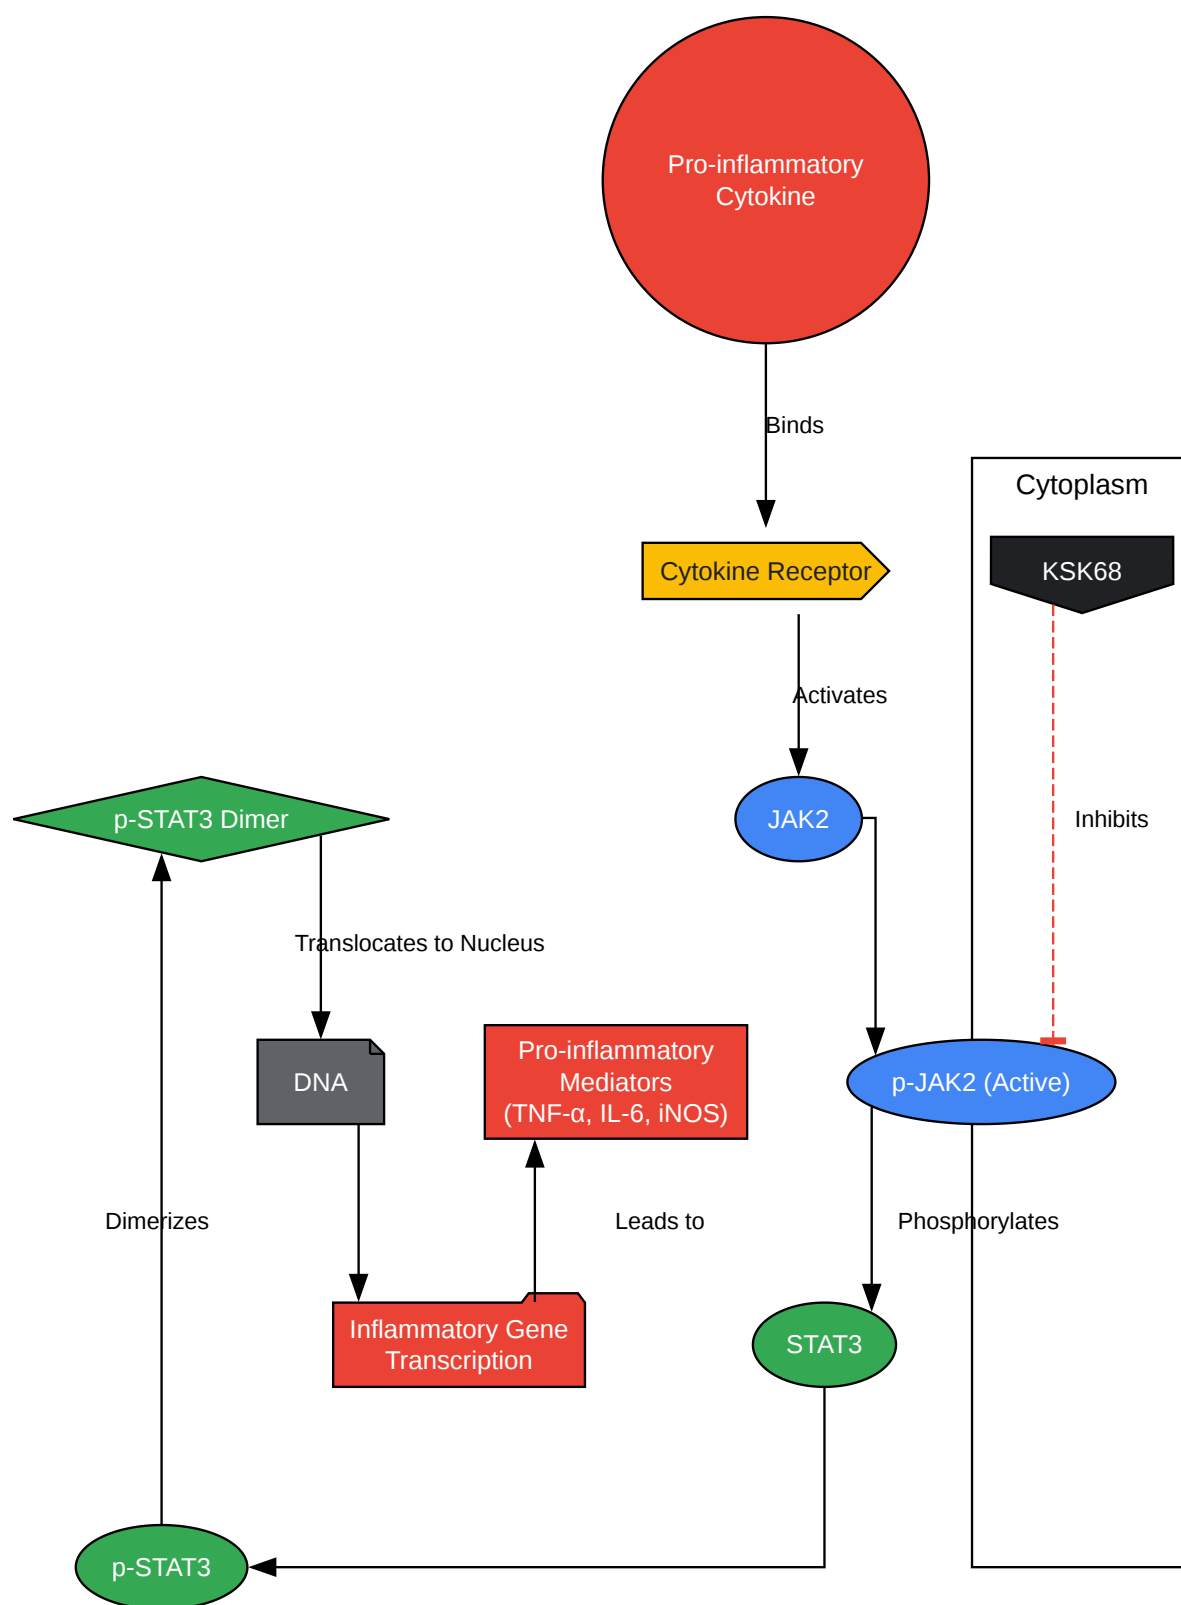 Pro-inflammatory
Cytokine
Binds
Cytoplasm
Cytokine Receptor
KSK68
Activates
p-STAT3 Dimer
JAK2
Inhibits
Translocates to Nucleus
Pro-inflammatory
Mediators
(TNF-α, IL-6, iNOS)
DNA
p-JAK2 (Active)
Dimerizes
Leads to
Phosphorylates
Inflammatory Gene
Transcription
STAT3
p-STAT3